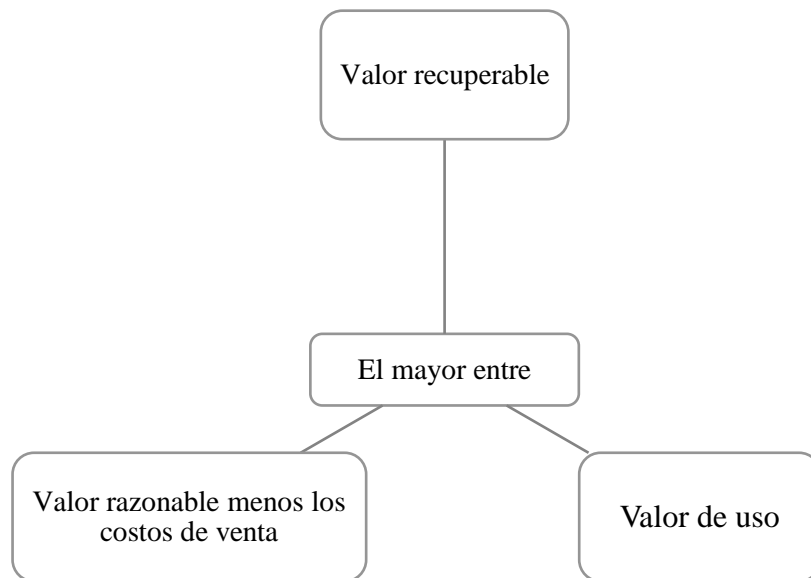 Valor recuperable
El mayor entre
Valor razonable menos los
costos de venta
Valor de uso